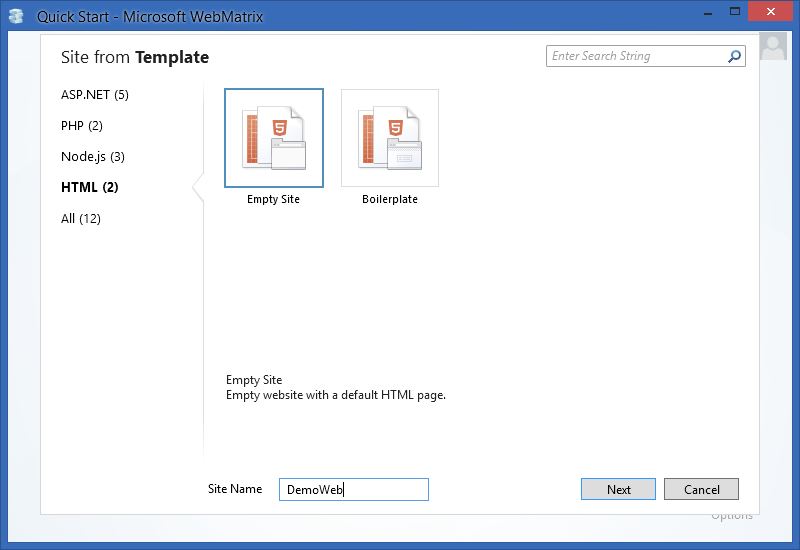 Quick Start - Microsoft WebMatrix
Site from Template
Enter Search String
ASP.NET (5)
PHP (2)
Node.js (3)
HTML (2)
All (12)
5
5
Empty Site
Boilerplate
Empty Site
Empty website with a default HTML page.
Site Name
DemoWeb
Next
Cancel
Options